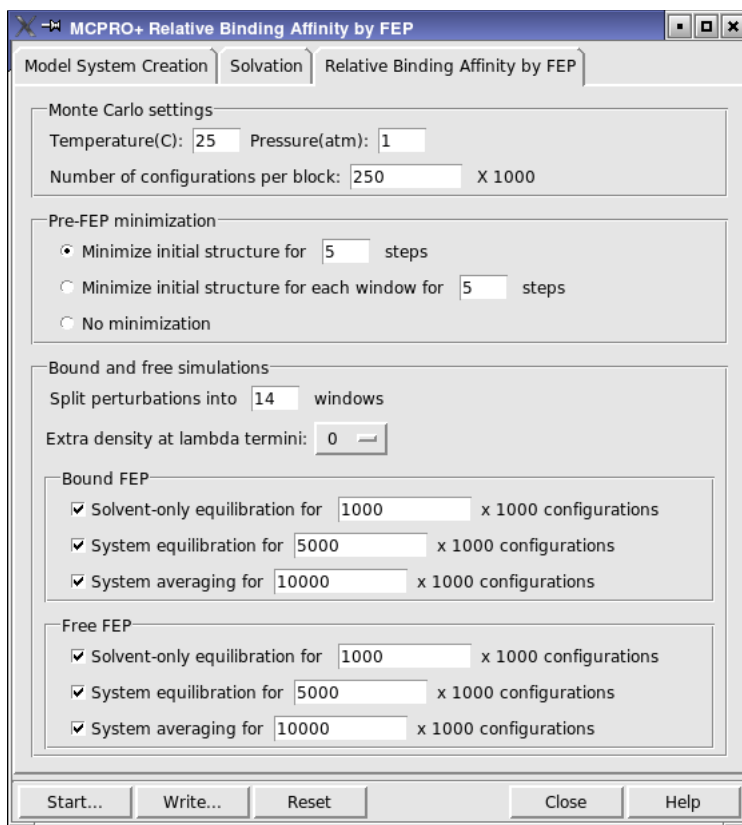 MCPRO+ Relative Binding Affinity by FEP
Model System Creation Solvation Relative Binding Affinity by FEP
Monte Carlo settings
Temperature(C): 25 Pressure(atm): 1
Number of configurations per block: 250 X 1000
Pre-FEP minimization
Minimize initial structure for 5 steps
Minimize initial structure for each window for 5 steps
No minimization
Bound and free simulations
Split perturbations into 14 windows
Extra density at lambda termini: 0
Bound FEP
Solvent-only equilibration for 1000 x 1000 configurations
System equilibration for 5000 x 1000 configurations
System averaging for 10000 x 1000 configurations
Free FEP
Solvent-only equilibration for 1000 x 1000 configurations
System equilibration for 5000 x 1000 configurations
System averaging for 10000 x 1000 configurations
Start... Write... Reset Close Help